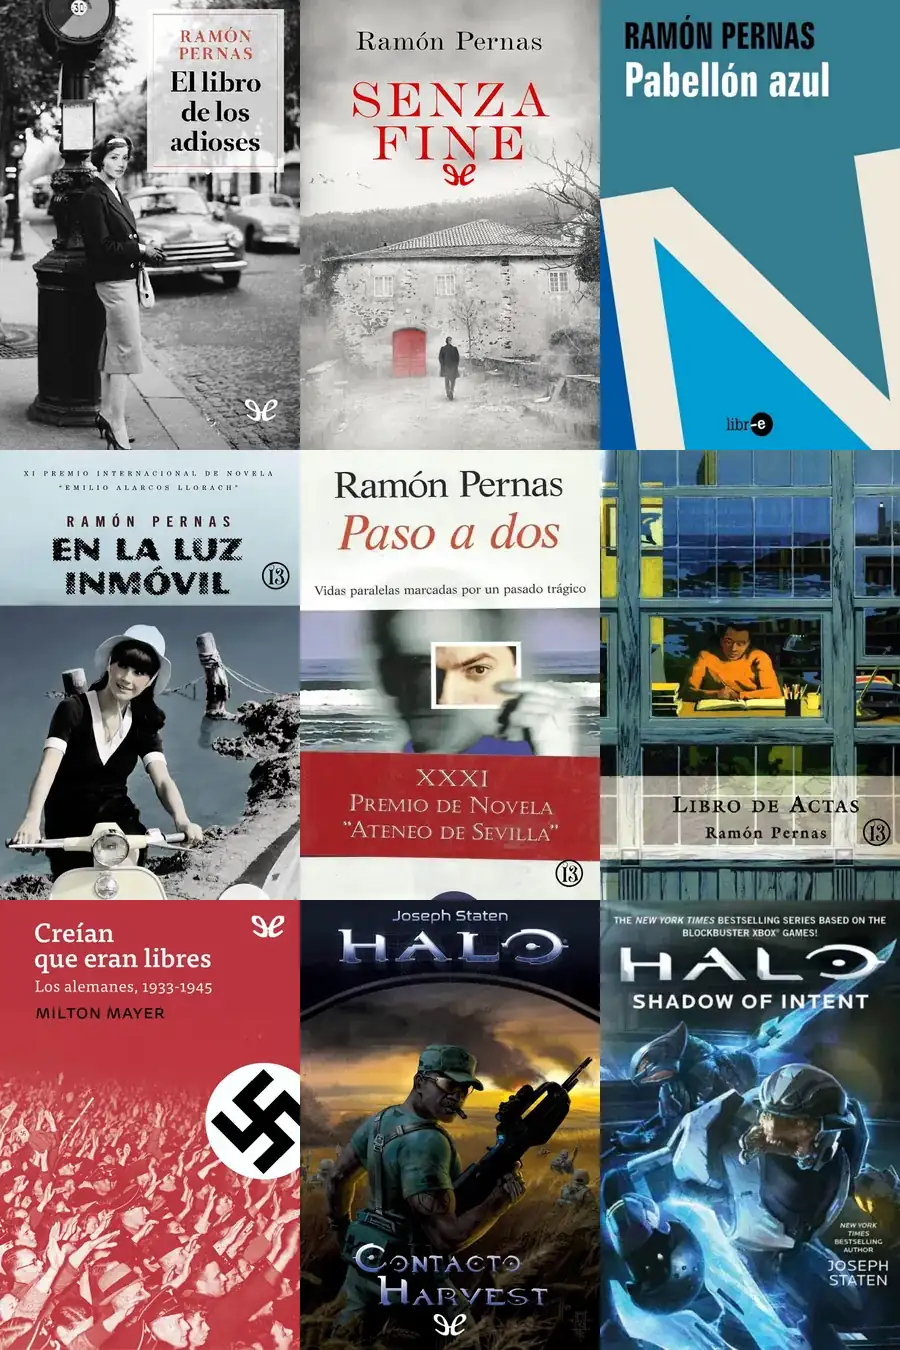 30
RAMÓN
PERNAS
El libro
de los
adioses
Ramón Pernas
SENZA
FINE
RAMÓN PERNAS
Pabellón azul
libr-e
XI PREMIO INTERNACIONAL DE NOVELA
"EMILIO ALARCOS LLORACH"
RAMÓN PERNAS
EN LA LUZ
INMÓVIL
13
Ramón Pernas
Paso a dos
Vidas paralelas marcadas por un pasado trágico
XXXI
PREMIO DE NOVELA
"ATENEO DE SEVILLA"
13
LIBRO DE ACTAS
Ramón Pernas
13
Creían
que eran libres
Los alemanes, 1933-1945
MILTON MAYER
Joseph Staten
HALO
CONTACTO
HARVEST
THE NEW YORK TIMES BESTSELLING SERIES BASED ON THE
BLOCKBUSTER XBOX® GAMES!
HALO
SHADOW OF INTENT
NEW YORK
TIMES
BESTSELLING
AUTHOR
JOSEPH
STATEN